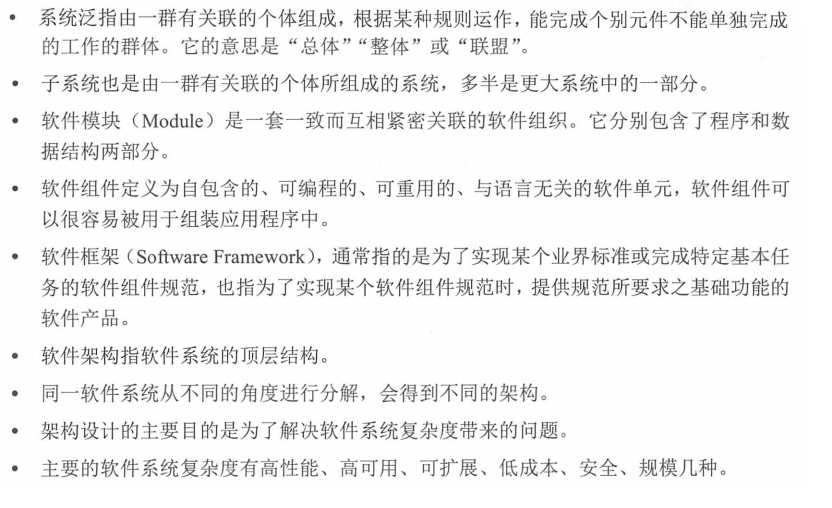 • 系统泛指由一群有关联的个体组成，根据某种规则运作，能完成个别元件不能单独完成
的工作的群体。它的意思是“总体”“整体”或“联盟”。
• 子系统也是由一群有关联的个体所组成的系统，多半是更大系统中的一部分。
• 软件模块（Module）是一套一致而互相紧密关联的软件组织。它分别包含了程序和数
据结构两部分。
• 软件组件定义为自包含的、可编程的、可重用的、与语言无关的软件单元，软件组件可
以很容易被用于组装应用程序中。
• 软件框架（Software Framework），通常指的是为了实现某个业界标准或完成特定基本任
务的软件组件规范，也指为了实现某个软件组件规范时，提供规范所要求之基础功能的
软件产品。
• 软件架构指软件系统的顶层结构。
• 同一软件系统从不同的角度进行分解，会得到不同的架构。
• 架构设计的主要目的是为了解决软件系统复杂度带来的问题。
• 主要的软件系统复杂度有高性能、高可用、可扩展、低成本、安全、规模几种。